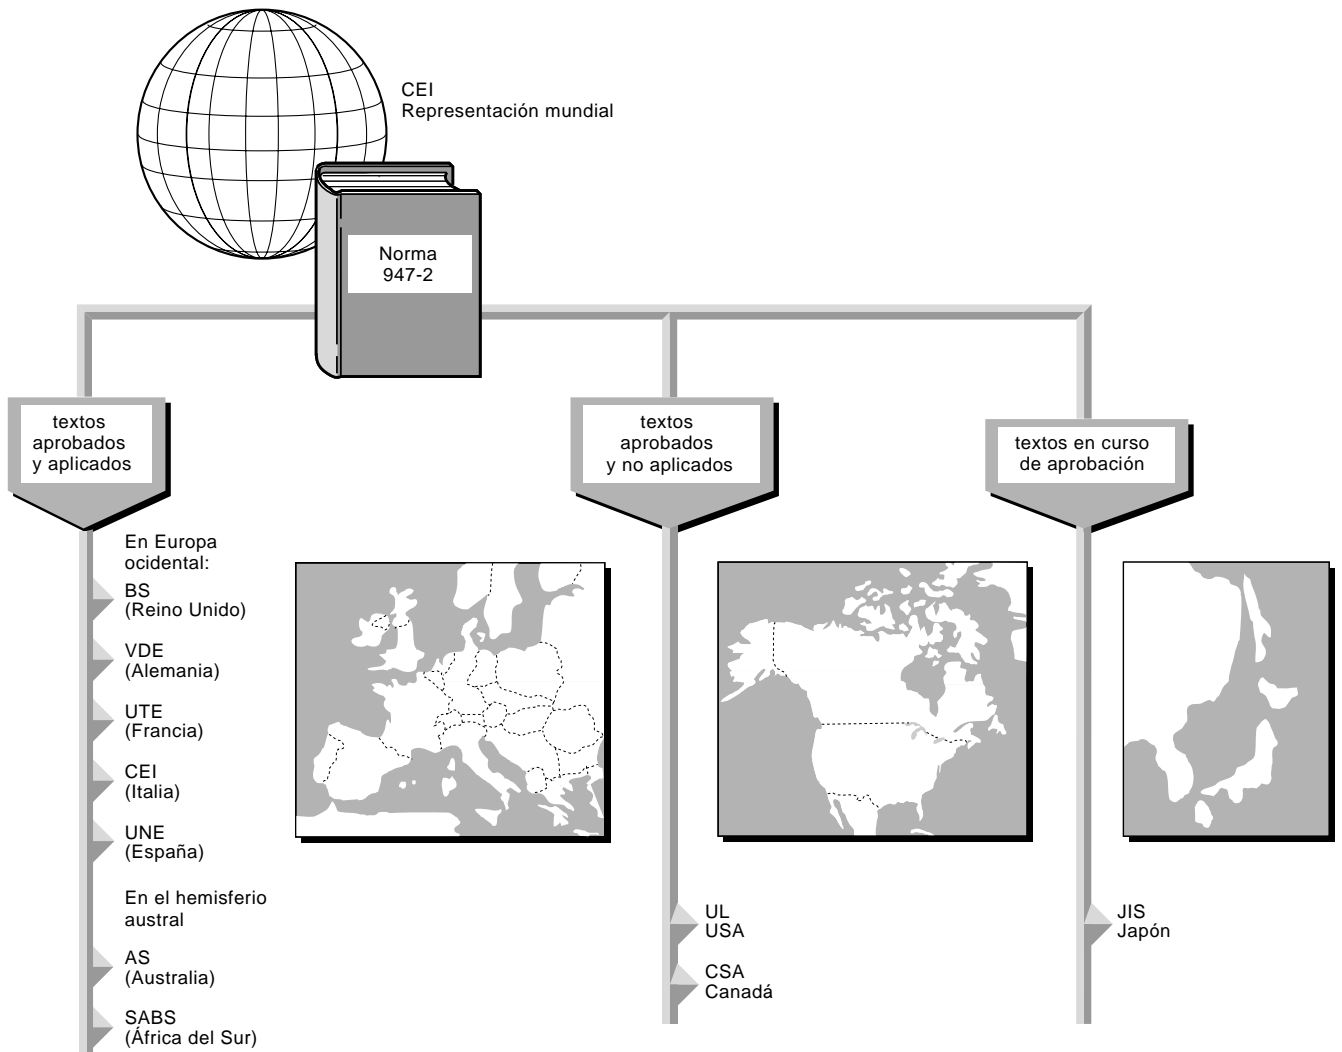 CEI
Representación mundial
Norma
947-2
textos
aprobados
y aplicados
En Europa
ocidental:
BS
(Reino Unido)
VDE
(Alemania)
UTE
(Francia)
CEI
(Italia)
UNE
(España)
En el hemisferio
austral
AS
(Australia)
SABS
(África del Sur)
textos
aprobados
y no aplicados
UL
USA
CSA
Canadá
textos en curso
de aprobación
JIS
Japón